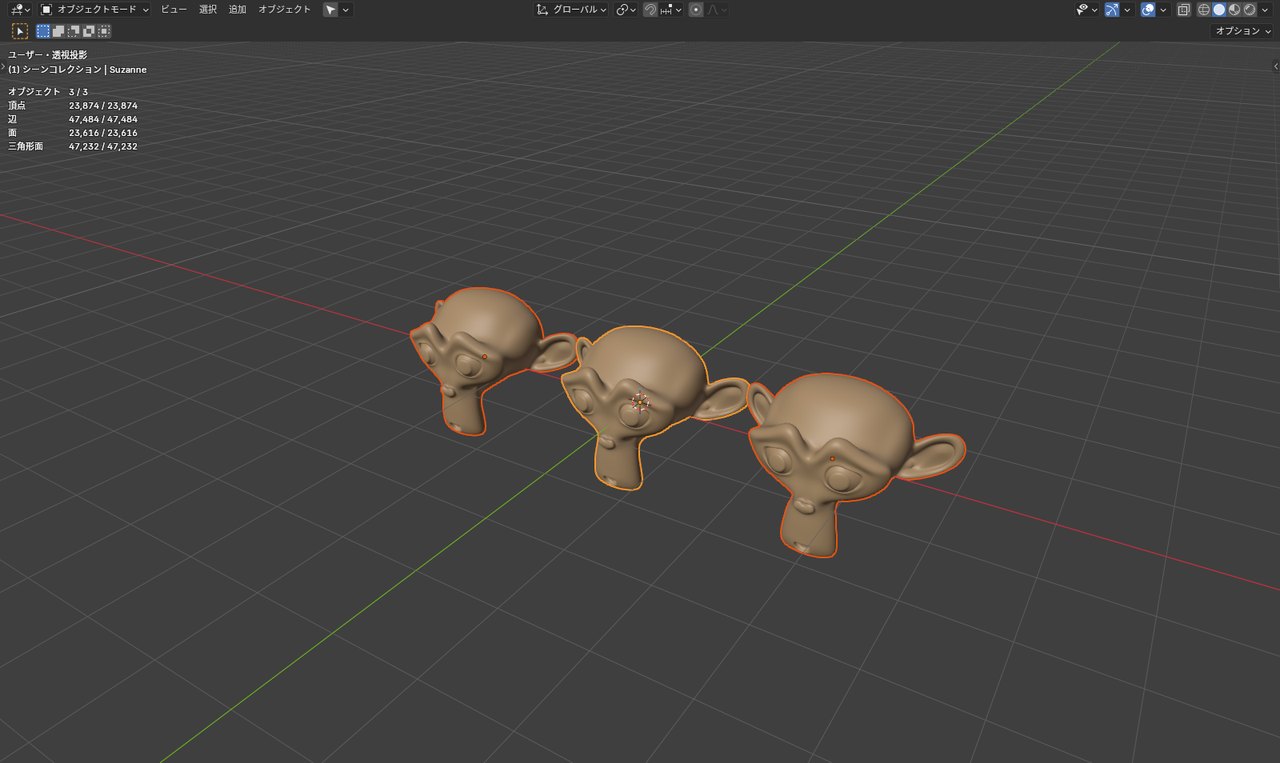 オブジェクトモード ビュー 選択 追加 オブジェクト グローバル
オプション
ユーザー・透視投影
(1) シーンコレクション | Suzanne
オブジェクト 3 / 3
頂点 23,874 / 23,874
辺 47,484 / 47,484
面 23,616 / 23,616
三角形面 47,232 / 47,232